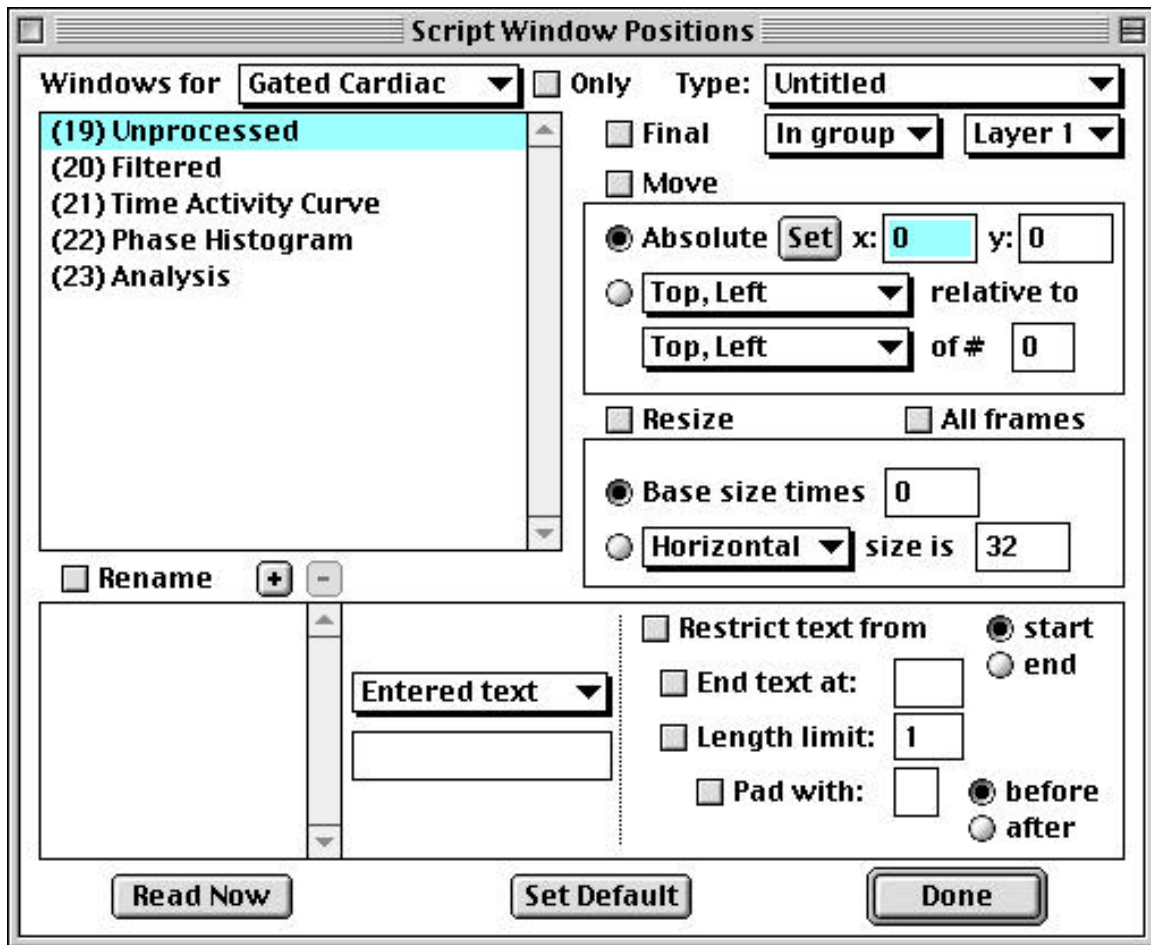 Script Window Positions
Windows for Gated Cardiac Only Type: Untitled
(19) Unprocessed
(20) Filtered
(21) Time Activity Curve
(22) Phase Histogram
(23) Analysis
Final In group Layer 1
Move
Absolute Set x: 0 y: 0
Top, Left relative to
Top, Left of # 0
Resize All frames
Base size times 0
Horizontal size is 32
Rename + -
Entered text
Restrict text from start
end
End text at:
Length limit: 1
Pad with: before
after
Read Now Set Default Done